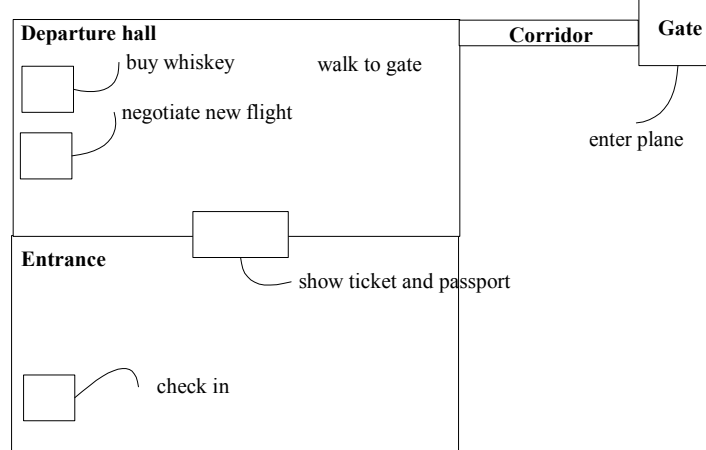 Departure hall
Corridor
Gate
buy whiskey
walk to gate
negotiate new flight
enter plane
Entrance
show ticket and passport
check in